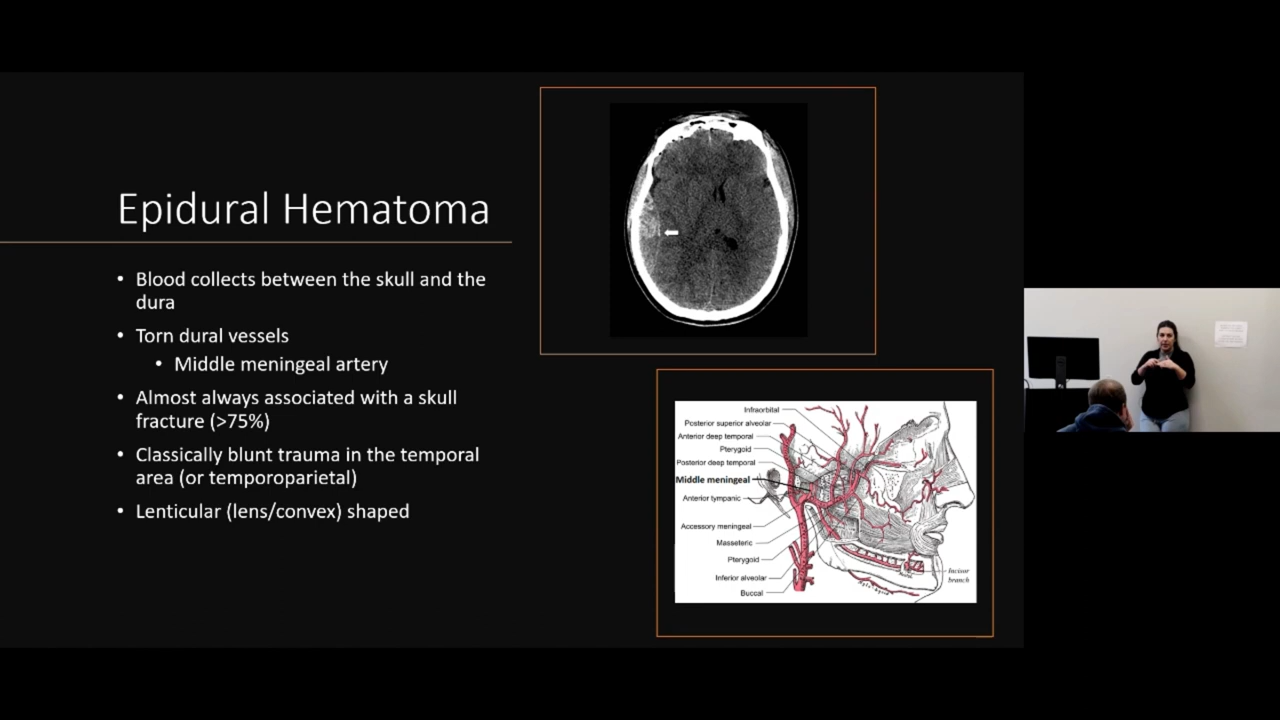 Epidural Hematoma
• Blood collects between the skull and the
dura
• Torn dural vessels
• Middle meningeal artery
• Almost always associated with a skull
fracture (>75%)
• Classically blunt trauma in the temporal
area (or temporoparietal)
• Lenticular (lens/convex) shaped
Infraorbital
Posterior superior alveolar
Anterior deep temporal
Pterygoid
Posterior deep temporal
Middle meningeal
Anterior tympanic
Accessory meningeal
Masseteric
Pterygoid
Inferior alveolar
Buccal
Incisor
branch